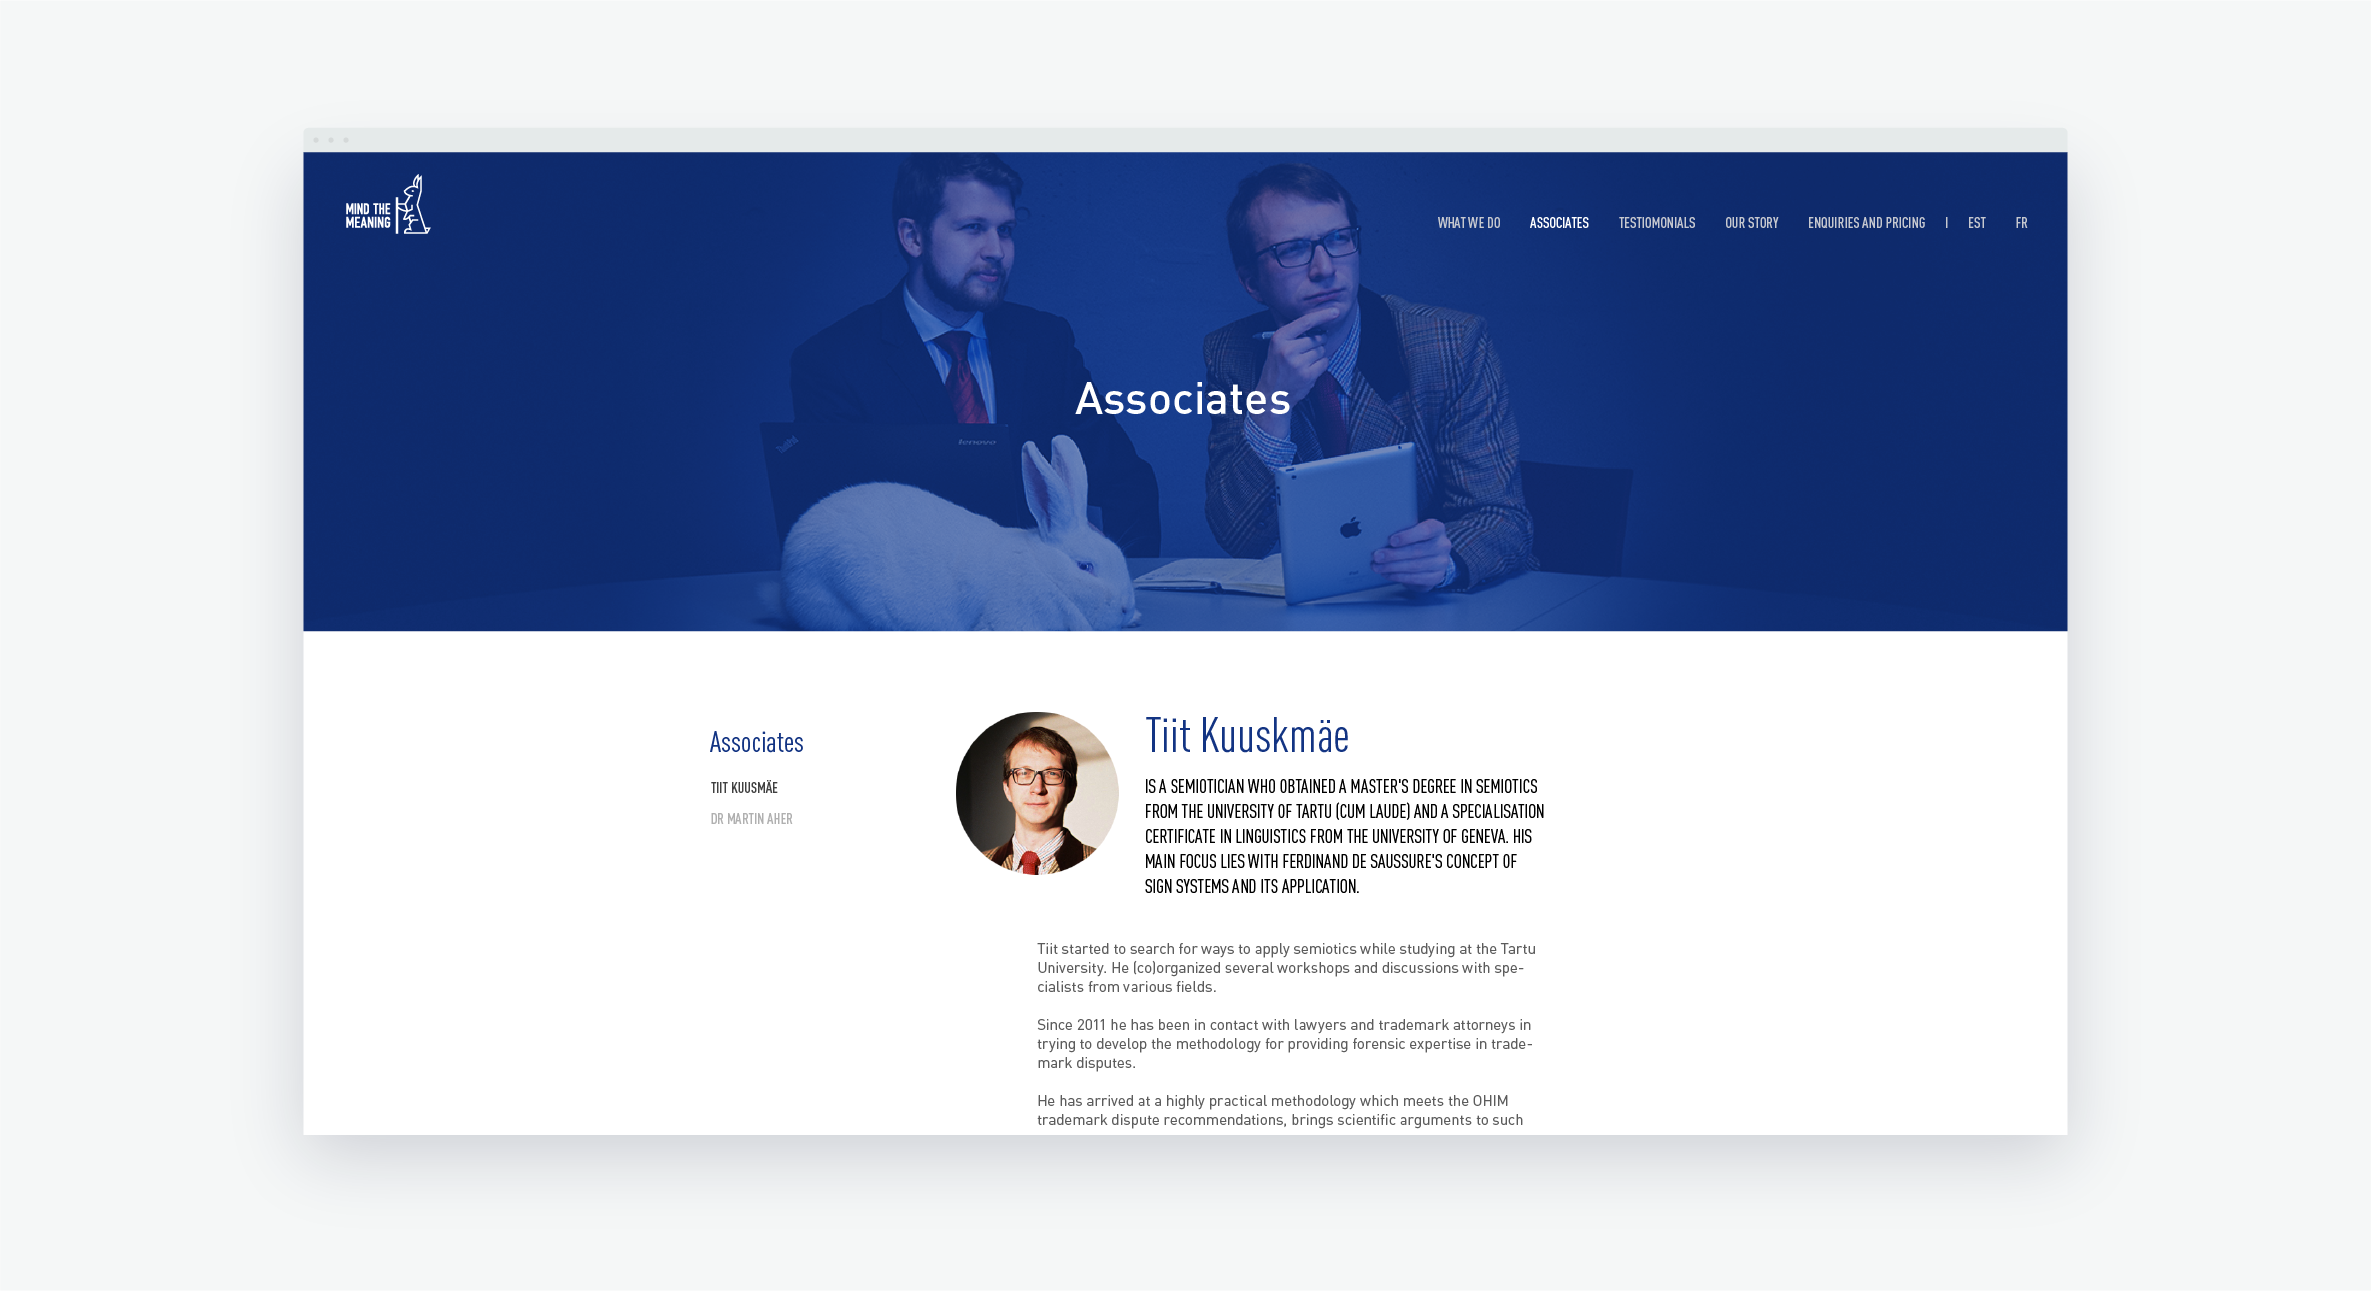 MIND THE
MEANING
WHAT WE DO ASSOCIATES TESTIOMONIALS OUR STORY ENQUIRIES AND PRICING | EST FR
Associates
lenovo
iPad
Associates
TIIT KUUSMÄE
DR MARTIN AHER
Tiit Kuuskmäe
IS A SEMIOTICIAN WHO OBTAINED A MASTER'S DEGREE IN SEMIOTICS
FROM THE UNIVERSITY OF TARTU (CUM LAUDE) AND A SPECIALISATION
CERTIFICATE IN LINGUISTICS FROM THE UNIVERSITY OF GENEVA. HIS
MAIN FOCUS LIES WITH FERDINAND DE SAUSSURE'S CONCEPT OF
SIGN SYSTEMS AND ITS APPLICATION.
Tiit started to search for ways to apply semiotics while studying at the Tartu
University. He (co)organized several workshops and discussions with spe-
cialists from various fields.
Since 2011 he has been in contact with lawyers and trademark attorneys in
trying to develop the methodology for providing forensic expertise in trade-
mark disputes.
He has arrived at a highly practical methodology which meets the OHIM
trademark dispute recommendations, brings scientific arguments to such